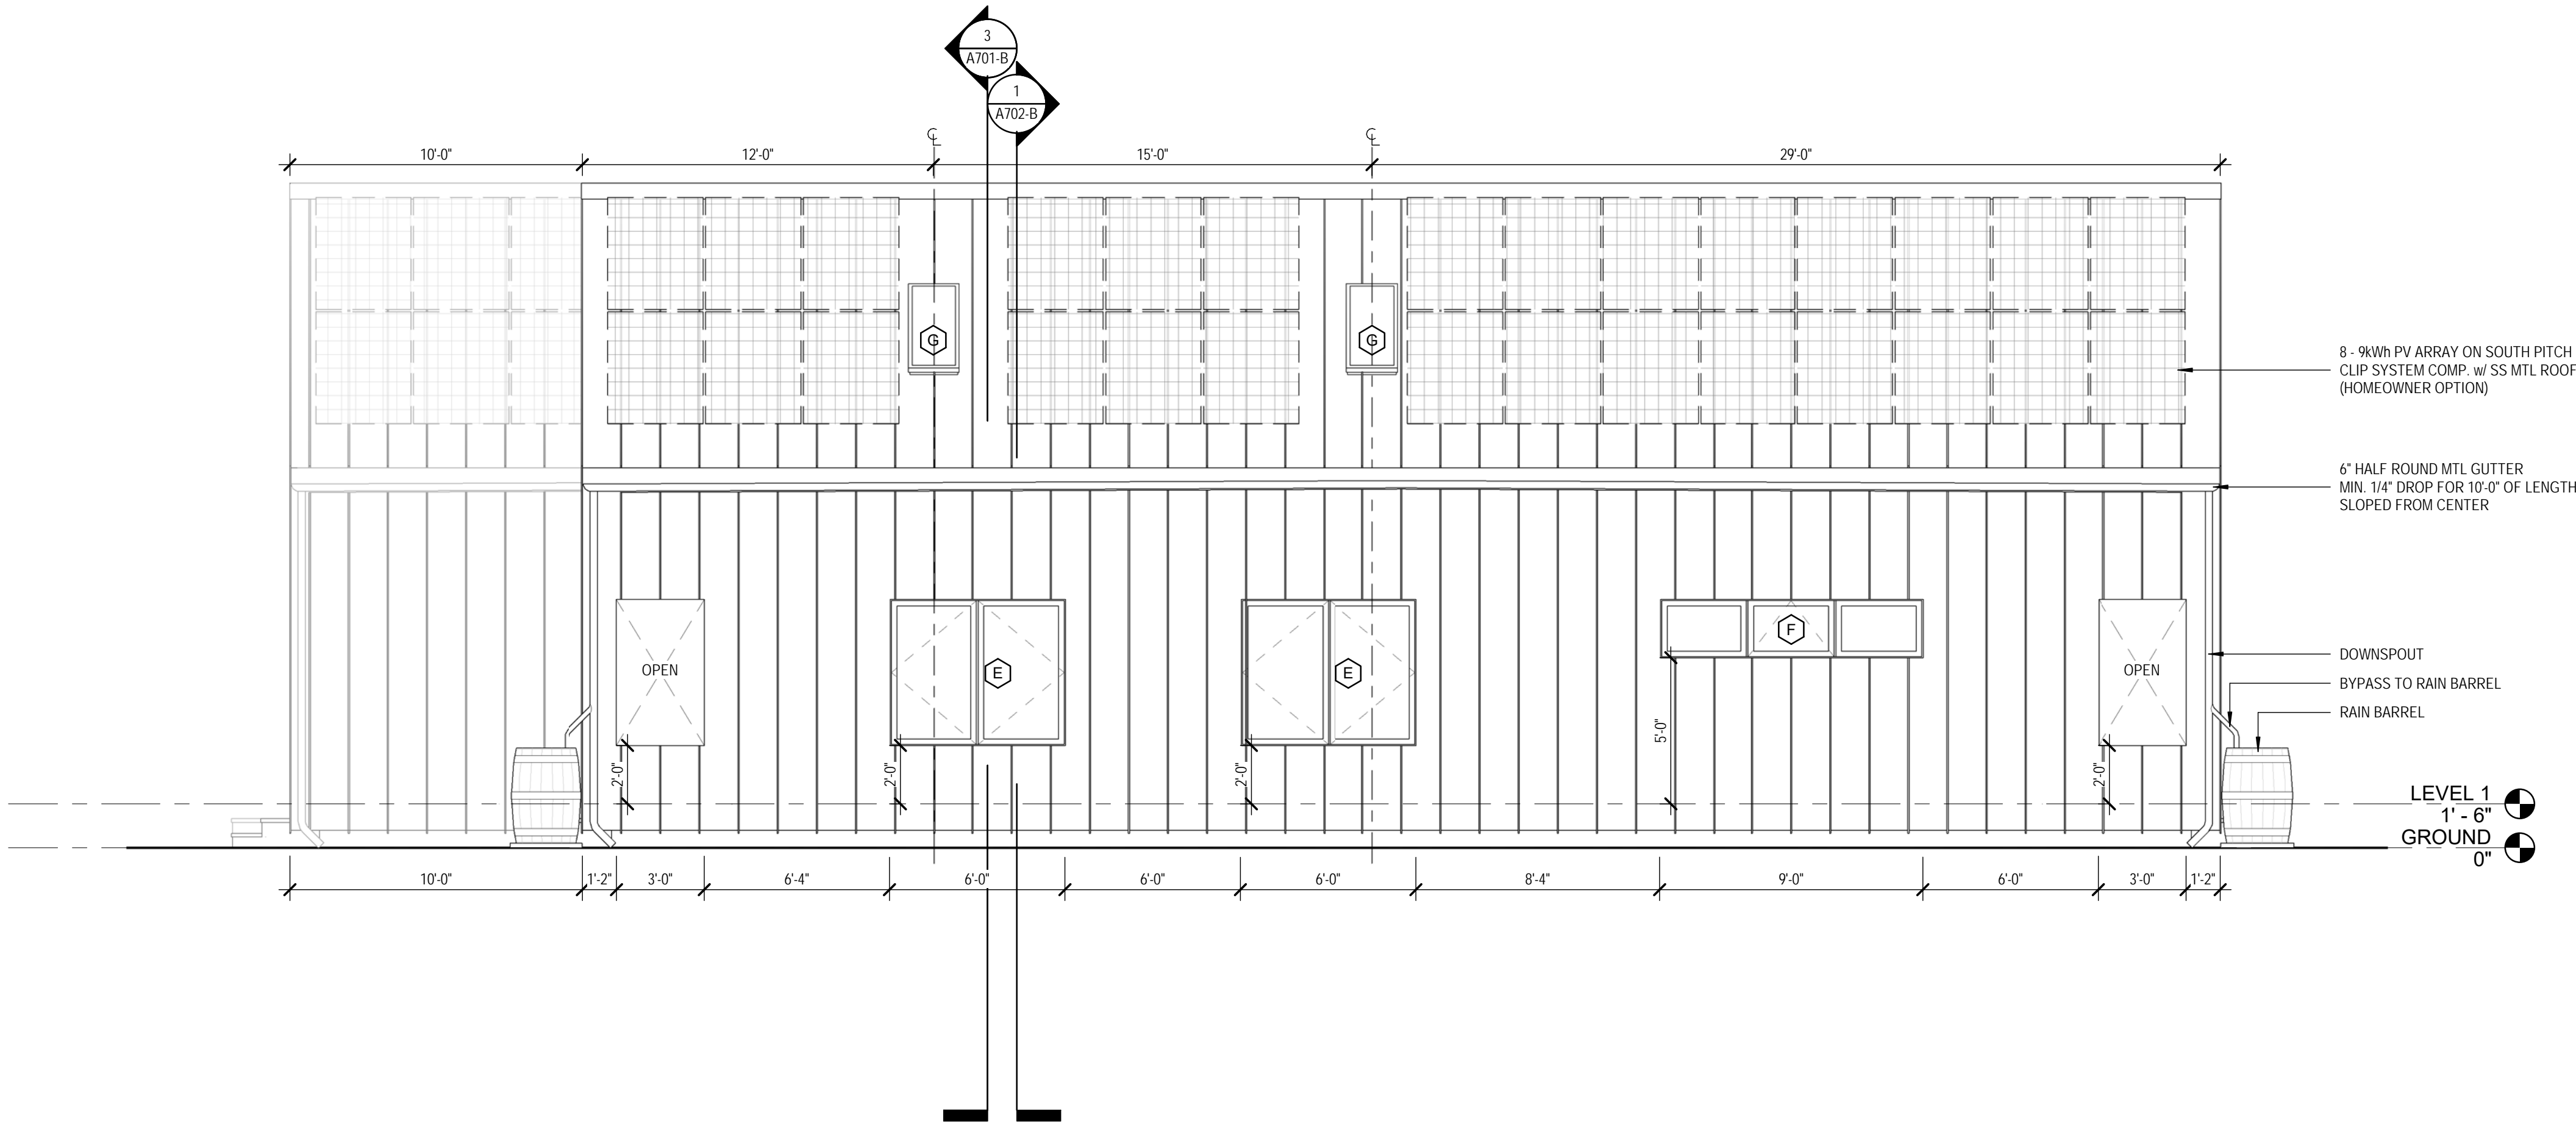 3
A701-B
1
A702-B
℄
℄
10'-0"
12'-0"
15'-0"
29'-0"
G
G
8 - 9kWh PV ARRAY ON SOUTH PITCH
CLIP SYSTEM COMP. w/ SS MTL ROOF
(HOMEOWNER OPTION)
6" HALF ROUND MTL GUTTER
MIN. 1/4" DROP FOR 10'-0" OF LENGTH
SLOPED FROM CENTER
OPEN
E
E
F
OPEN
DOWNSPOUT
BYPASS TO RAIN BARREL
RAIN BARREL
2'-0"
2'-0"
2'-0"
5'-0"
2'-0"
LEVEL 1
1' - 6"
GROUND
0"
10'-0"
1'-2"
3'-0"
6'-4"
6'-0"
6'-0"
6'-0"
8'-4"
9'-0"
6'-0"
3'-0"
1'-2"